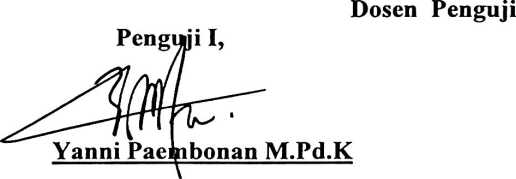 Dosen Penguji
Penguji I,
Yanni Paembonan M.Pd.K